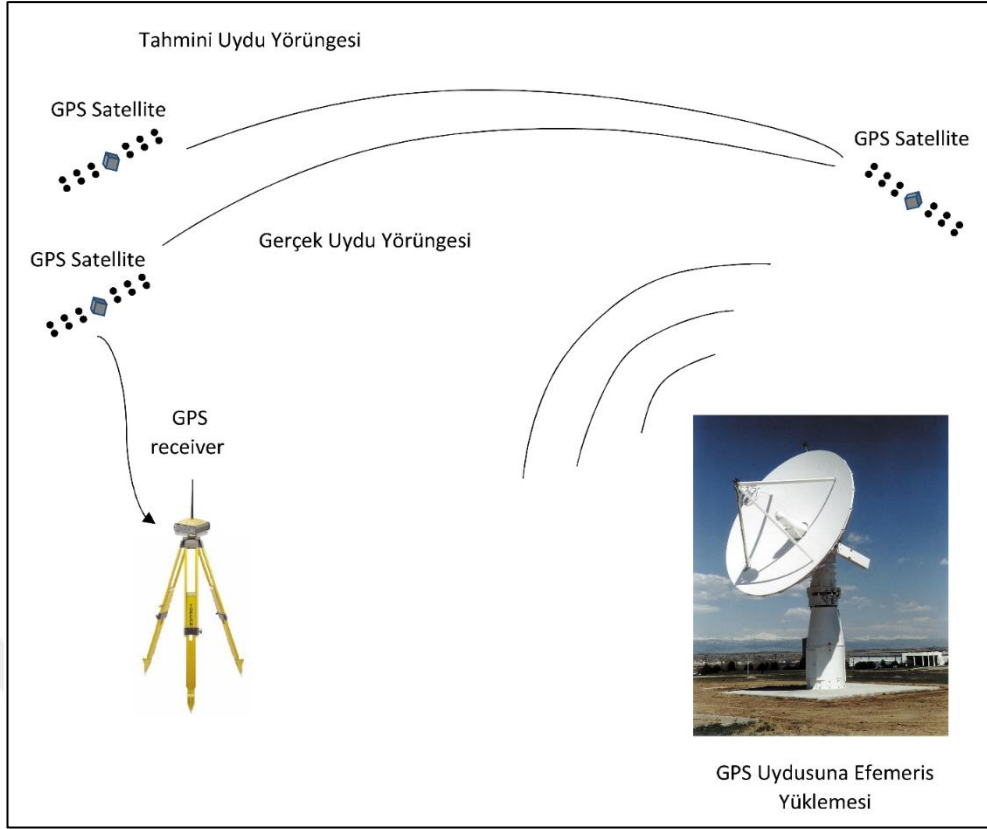 Tahmini Uydu Yörüngesi
GPS Satellite
GPS Satellite
Gerçek Uydu Yörüngesi
GPS Satellite
GPS
receiver
GPS Uydusuna Efemeris
Yüklemesi